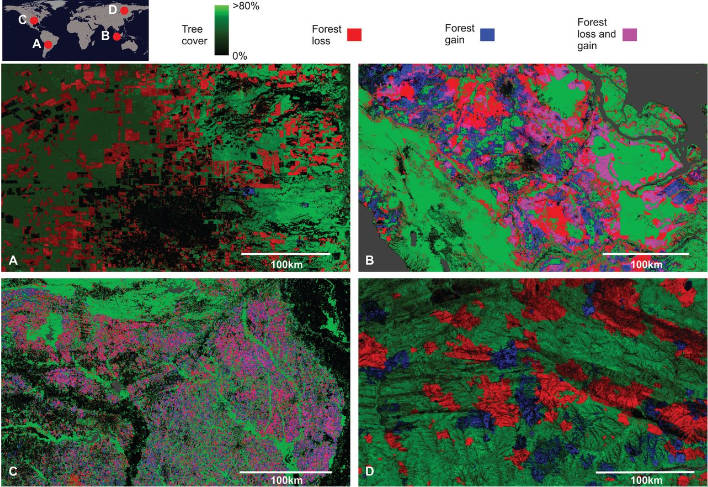 D
C
B
A
Tree
cover
>80%
0%
Forest
loss
Forest
gain
Forest
loss and
gain
A
100km
B
100km
C
100km
D
100km